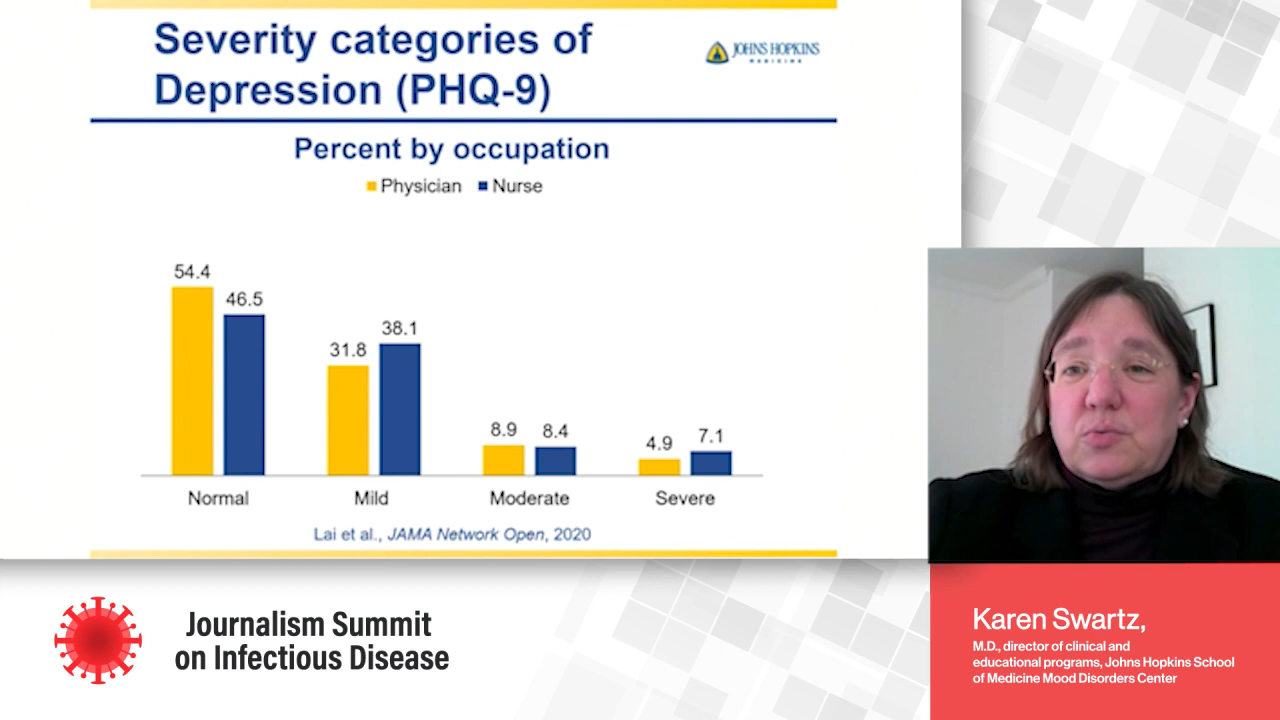 Severity categories of
Depression (PHQ-9)
JOHNS HOPKINS
MEDICINE
Percent by occupation
Physician Nurse
54.4
46.5
31.8
38.1
8.9
8.4
4.9
7.1
Normal Mild Moderate Severe
Lai et al., JAMA Network Open, 2020
Journalism Summit
on Infectious Disease
Karen Swartz,
M.D., director of clinical and
educational programs, Johns Hopkins School
of Medicine Mood Disorders Center